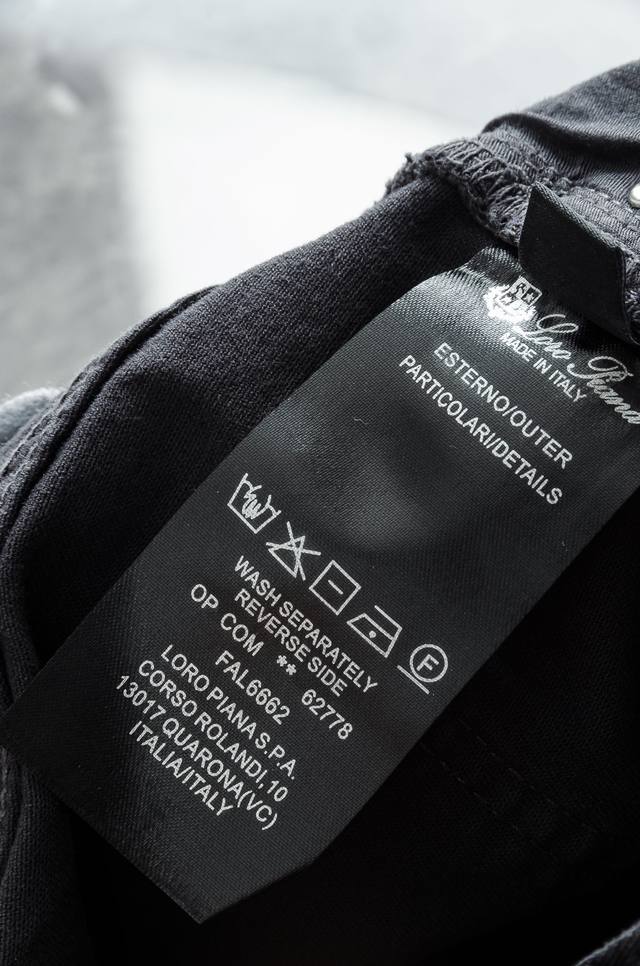 Loro Piana
MADE IN ITALY
ESTERNO/OUTER
PARTICOLARI/DETAILS
F
WASH SEPARATELY
REVERSE SIDE
OP COM ** 62778
FAL6662
LORO PIANA S.P.A.
CORSO ROLANDI,10
13017 QUARONA(VC)
ITALIA/ITALY